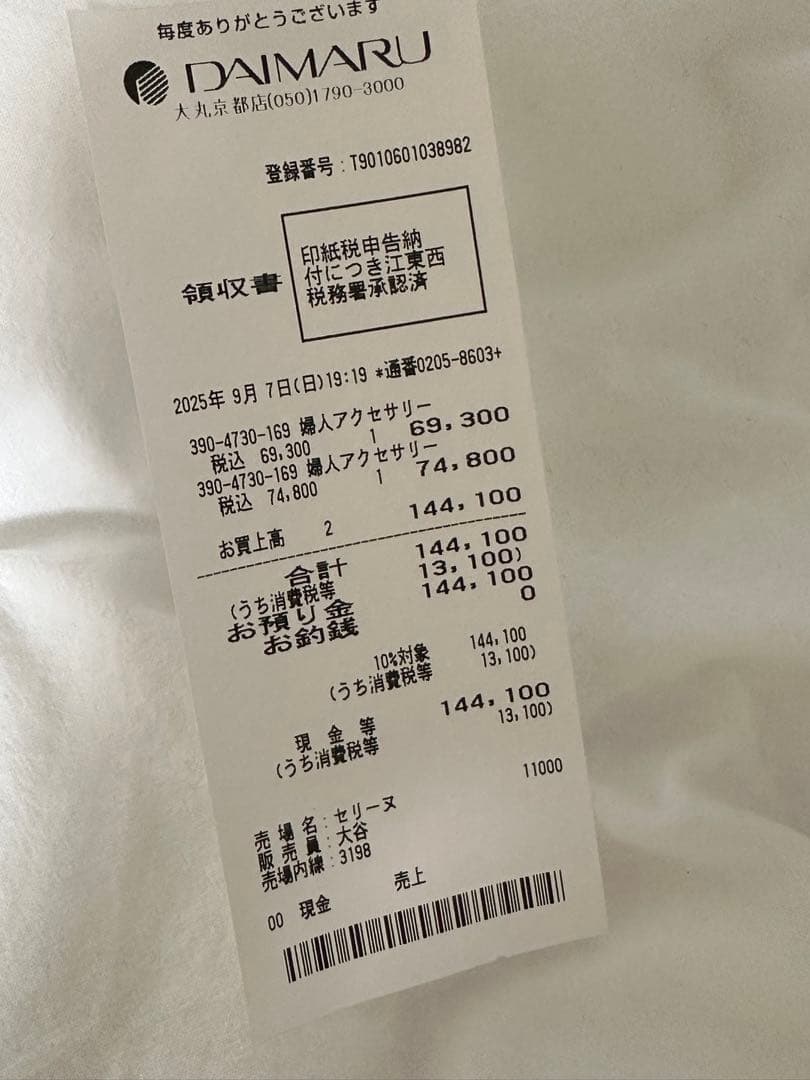 毎度ありがとうございます
DAIMARU
大丸京都店(050)1790-3000
登録番号:T9010601038982
領収書
印紙税申告納
付につき江東西
税務署承認済
2025年 9月 7日(日)19:19 *通番0205-8603+
390-4730-169 婦人アクセサリー
税込 69,300 1 69,300
390-4730-169 婦人アクセサリー
税込 74,800 1 74,800
お買上高 2 144,100
合計 144,100
(うち消費税等 13,100)
お預り金 144,100
お釣銭 0
10%対象 144,100
(うち消費税等 13,100)
現 金 等 144,100
(うち消費税等 13,100)
11000
売 場 名:セリーヌ
販 売 員:大谷
売場内線:3198
00 現金 売上